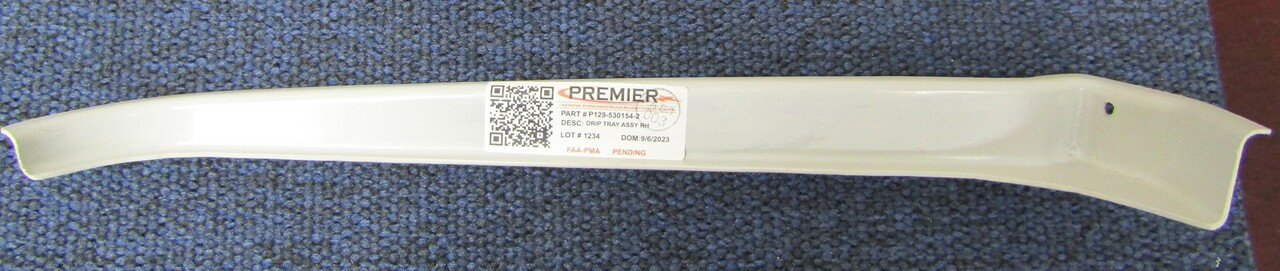 PREMIER
PART # P129-530154-2
DESC: DRIP TRAY ASSY RH
LOT # 1234 DOM:9/6/2023
FAA-PMA PENDING
003